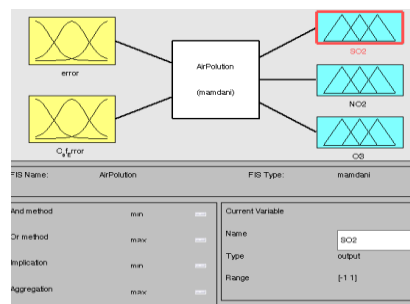 AirPolution
(mamdani)
error
C_of_Error
SO2
NO2
O3
FIS Name: AirPolution FIS Type: mamdani
And method min
Or method max
Implication min
Aggregation max
Current Variable
Name SO2
Type output
Range [-1 1]